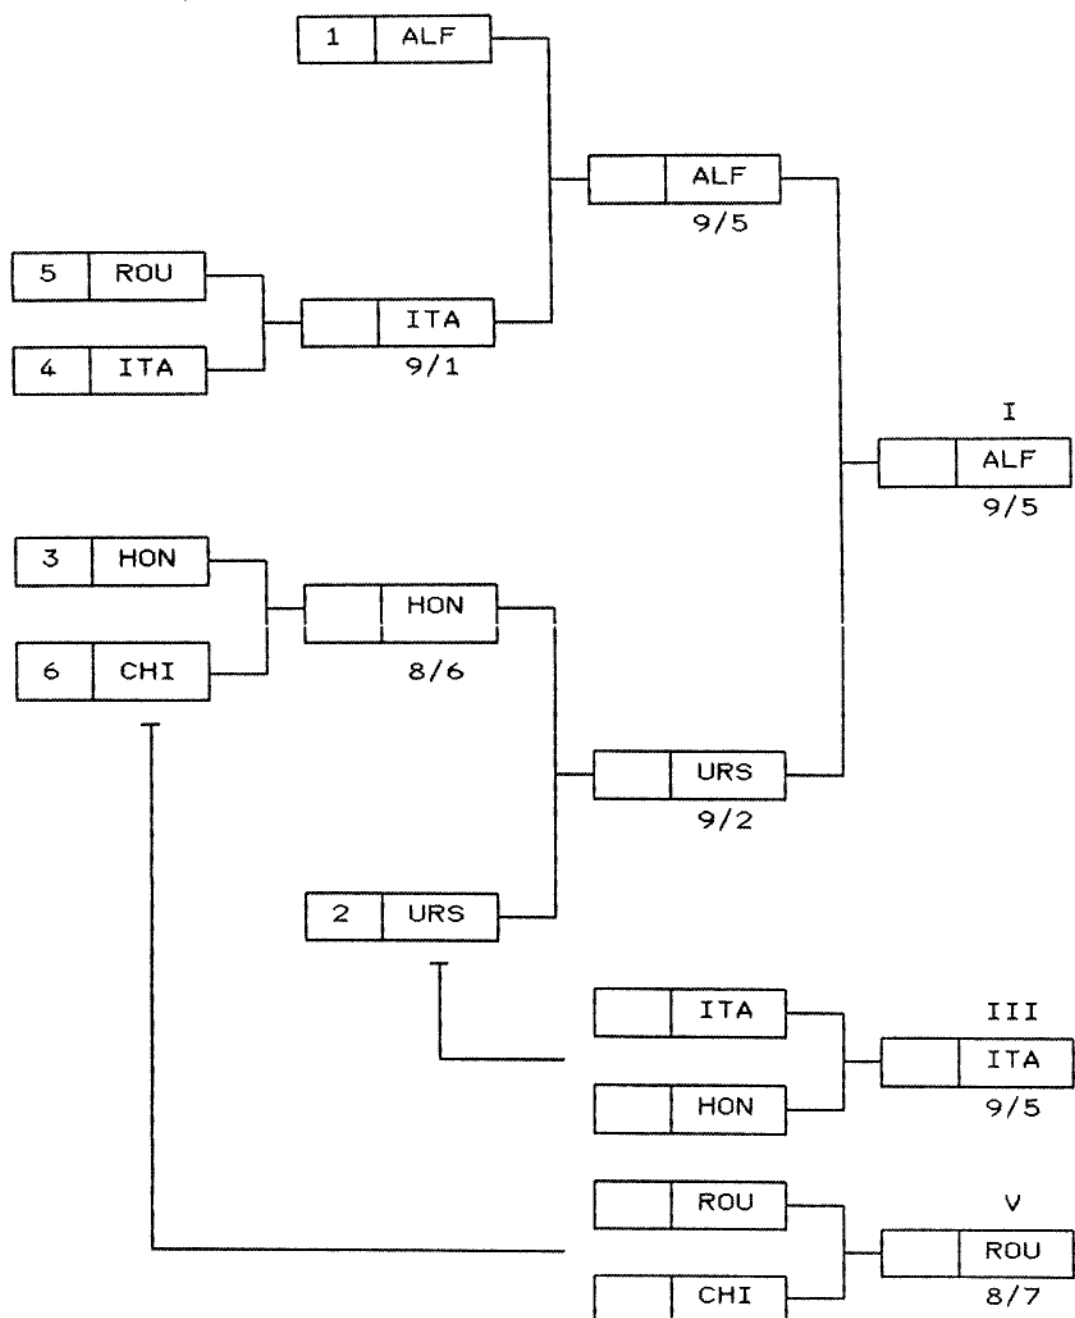 1 ALF
ALF
9/5
5 ROU
ITA
9/1
4 ITA
I
ALF
9/5
3 HON
HON
8/6
6 CHI
URS
9/2
2 URS
ITA
III
ITA
9/5
HON
ROU
V
ROU
8/7
CHI